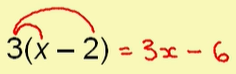 3(x – 2) = 3x – 6